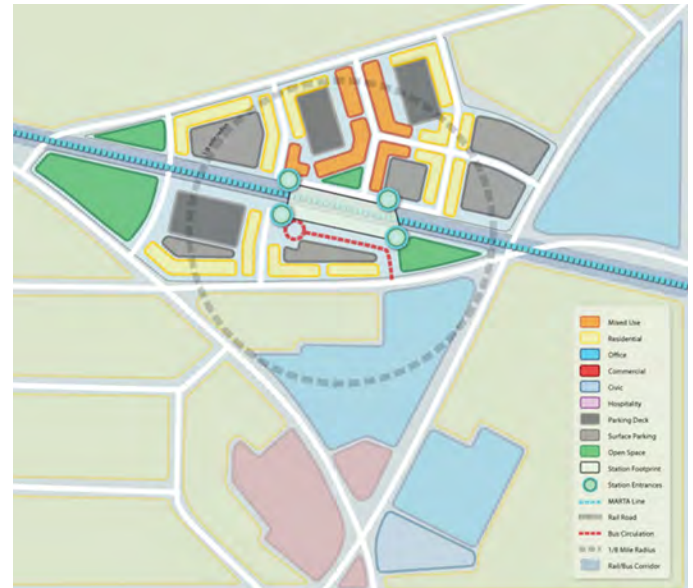 Mixed Use
Residential
Office
Commercial
Civic
Hospitality
Parking Deck
Surface Parking
Open Space
Station Footprint
Station Entrances
MARTA Line
Rail Road
Bus Circulation
1/8 Mile Radius
Rail/Bus Corridor